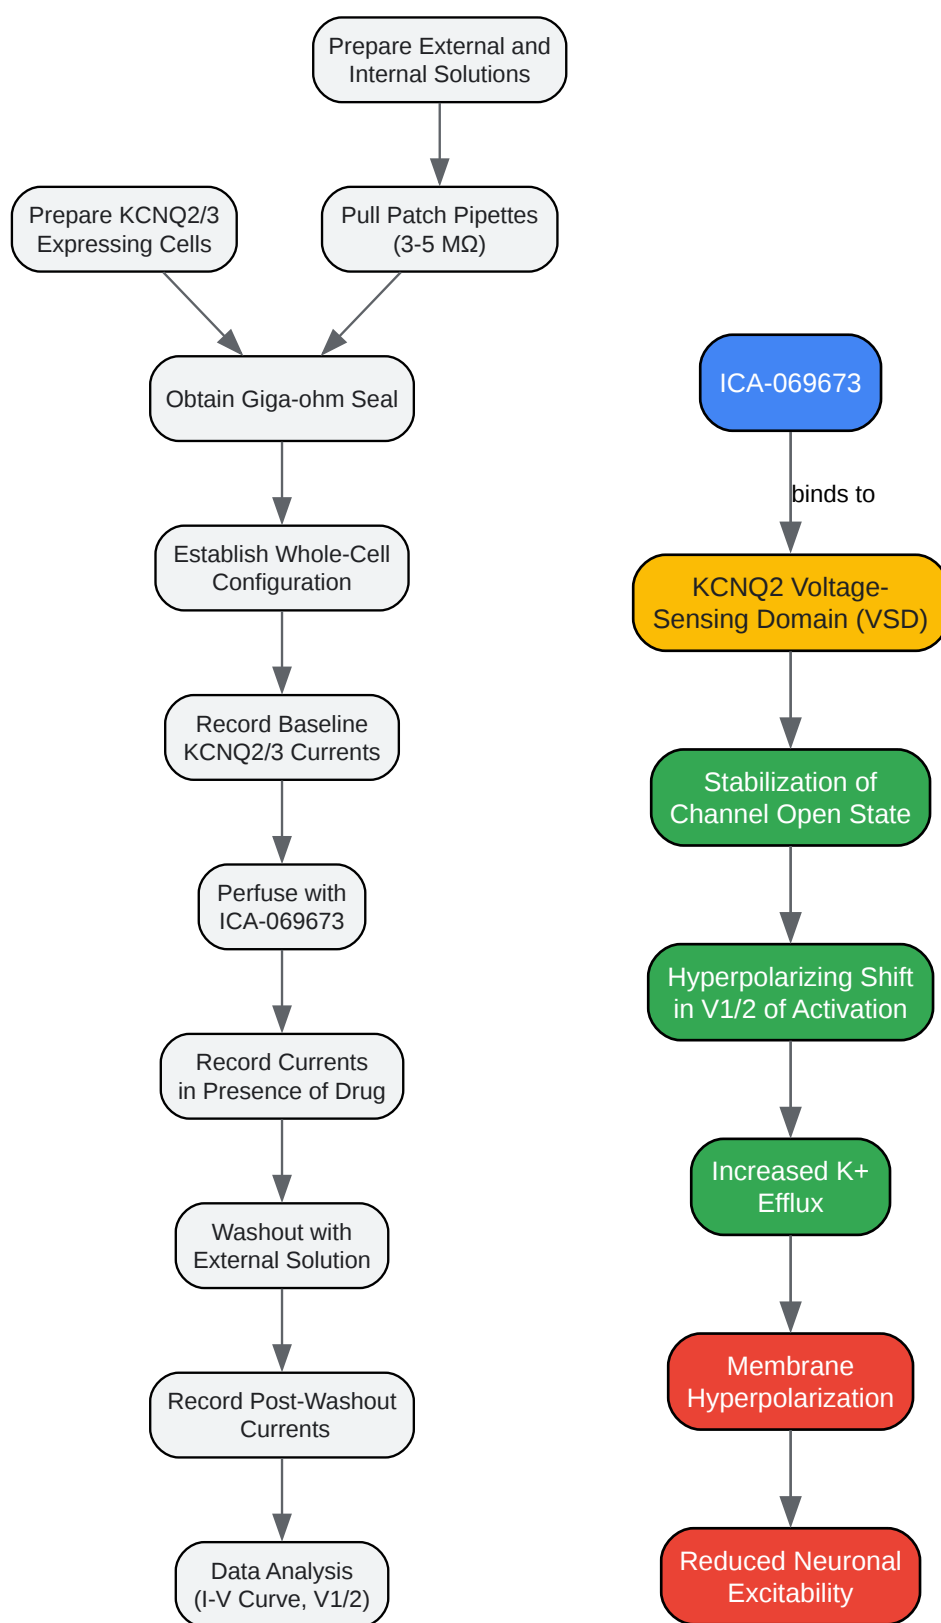 Prepare External and
Internal Solutions
Prepare KCNQ2/3
Expressing Cells
Pull Patch Pipettes
(3-5 MΩ)
Obtain Giga-ohm Seal
Establish Whole-Cell
Configuration
Record Baseline
KCNQ2/3 Currents
Perfuse with
ICA-069673
Record Currents
in Presence of Drug
Washout with
External Solution
Record Post-Washout
Currents
Data Analysis
(I-V Curve, V1/2)
ICA-069673
binds to
KCNQ2 Voltage-
Sensing Domain (VSD)
Stabilization of
Channel Open State
Hyperpolarizing Shift
in V1/2 of Activation
Increased K+
Efflux
Membrane
Hyperpolarization
Reduced Neuronal
Excitability